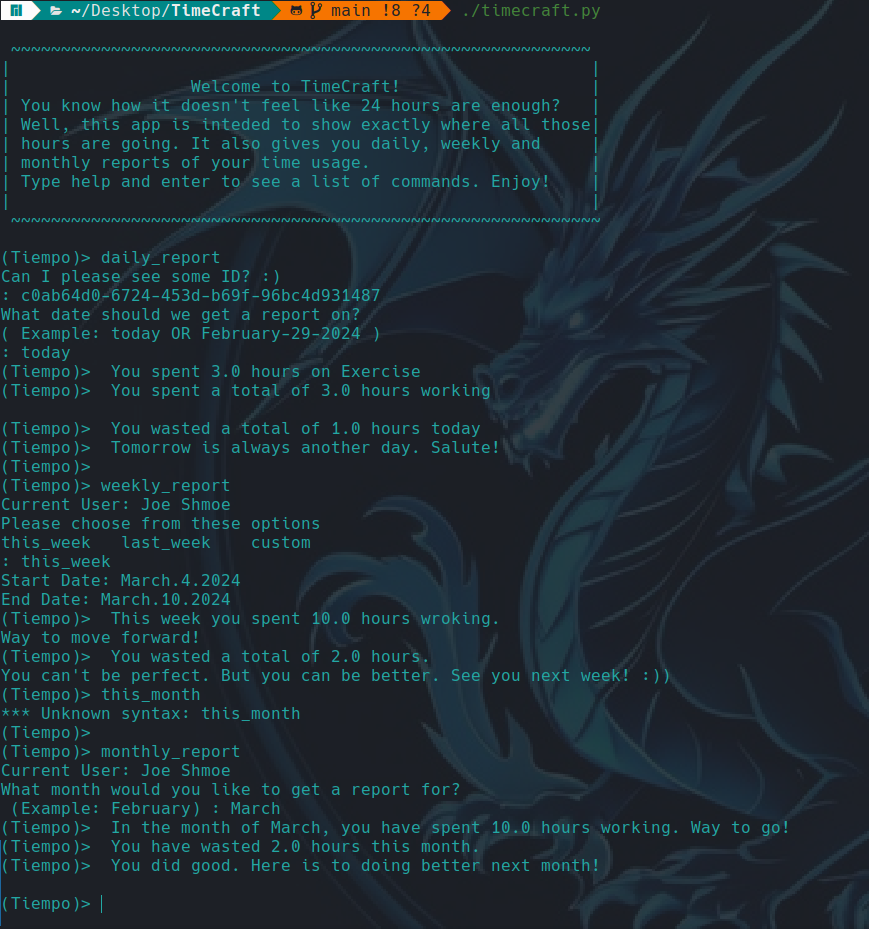 ~/Desktop/TimeCraft main !8 ?4 ./timecraft.py
~~~~~~~~~~~~~~~~~~~~~~~~~~~~~~~~~~~~~~~~~~~~~~~~~~~~~~~~~~
| |
| Welcome to TimeCraft! |
| You know how it doesn't feel like 24 hours are enough? |
| Well, this app is inteded to show exactly where all those|
| hours are going. It also gives you daily, weekly and |
| monthly reports of your time usage. |
| Type help and enter to see a list of commands. Enjoy! |
| |
~~~~~~~~~~~~~~~~~~~~~~~~~~~~~~~~~~~~~~~~~~~~~~~~~~~~~~~~~~~
(Tiempo)> daily_report
Can I please see some ID? :)
: c0ab64d0-6724-453d-b69f-96bc4d931487
What date should we get a report on?
( Example: today OR February-29-2024 )
: today
(Tiempo)> You spent 3.0 hours on Exercise
(Tiempo)> You spent a total of 3.0 hours working
(Tiempo)> You wasted a total of 1.0 hours today
(Tiempo)> Tomorrow is always another day. Salute!
(Tiempo)>
(Tiempo)> weekly_report
Current User: Joe Shmoe
Please choose from these options
this_week last_week custom
: this_week
Start Date: March.4.2024
End Date: March.10.2024
(Tiempo)> This week you spent 10.0 hours wroking.
Way to move forward!
(Tiempo)> You wasted a total of 2.0 hours.
You can't be perfect. But you can be better. See you next week! :))
(Tiempo)> this_month
*** Unknown syntax: this_month
(Tiempo)>
(Tiempo)> monthly_report
Current User: Joe Shmoe
What month would you like to get a report for?
(Example: February) : March
(Tiempo)> In the month of March, you have spent 10.0 hours working. Way to go!
(Tiempo)> You have wasted 2.0 hours this month.
(Tiempo)> You did good. Here is to doing better next month!
(Tiempo)>